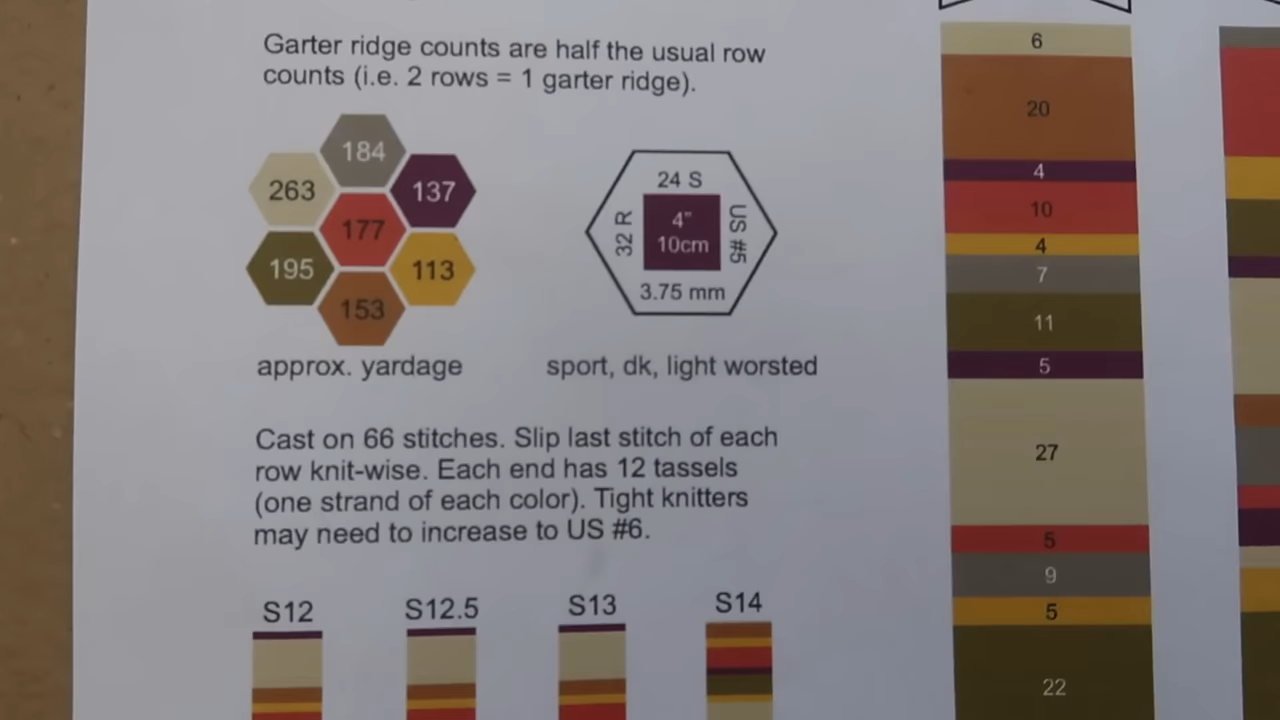 Garter ridge counts are half the usual row
counts (i.e. 2 rows = 1 garter ridge).
184
263
137
177
195
113
153
approx. yardage
24 S
32 R
4"
10cm
US #5
3.75 mm
sport, dk, light worsted
Cast on 66 stitches. Slip last stitch of each
row knit-wise. Each end has 12 tassels
(one strand of each color). Tight knitters
may need to increase to US #6.
S12
S12.5
S13
S14
6
20
4
10
4
7
11
5
27
5
9
5
22